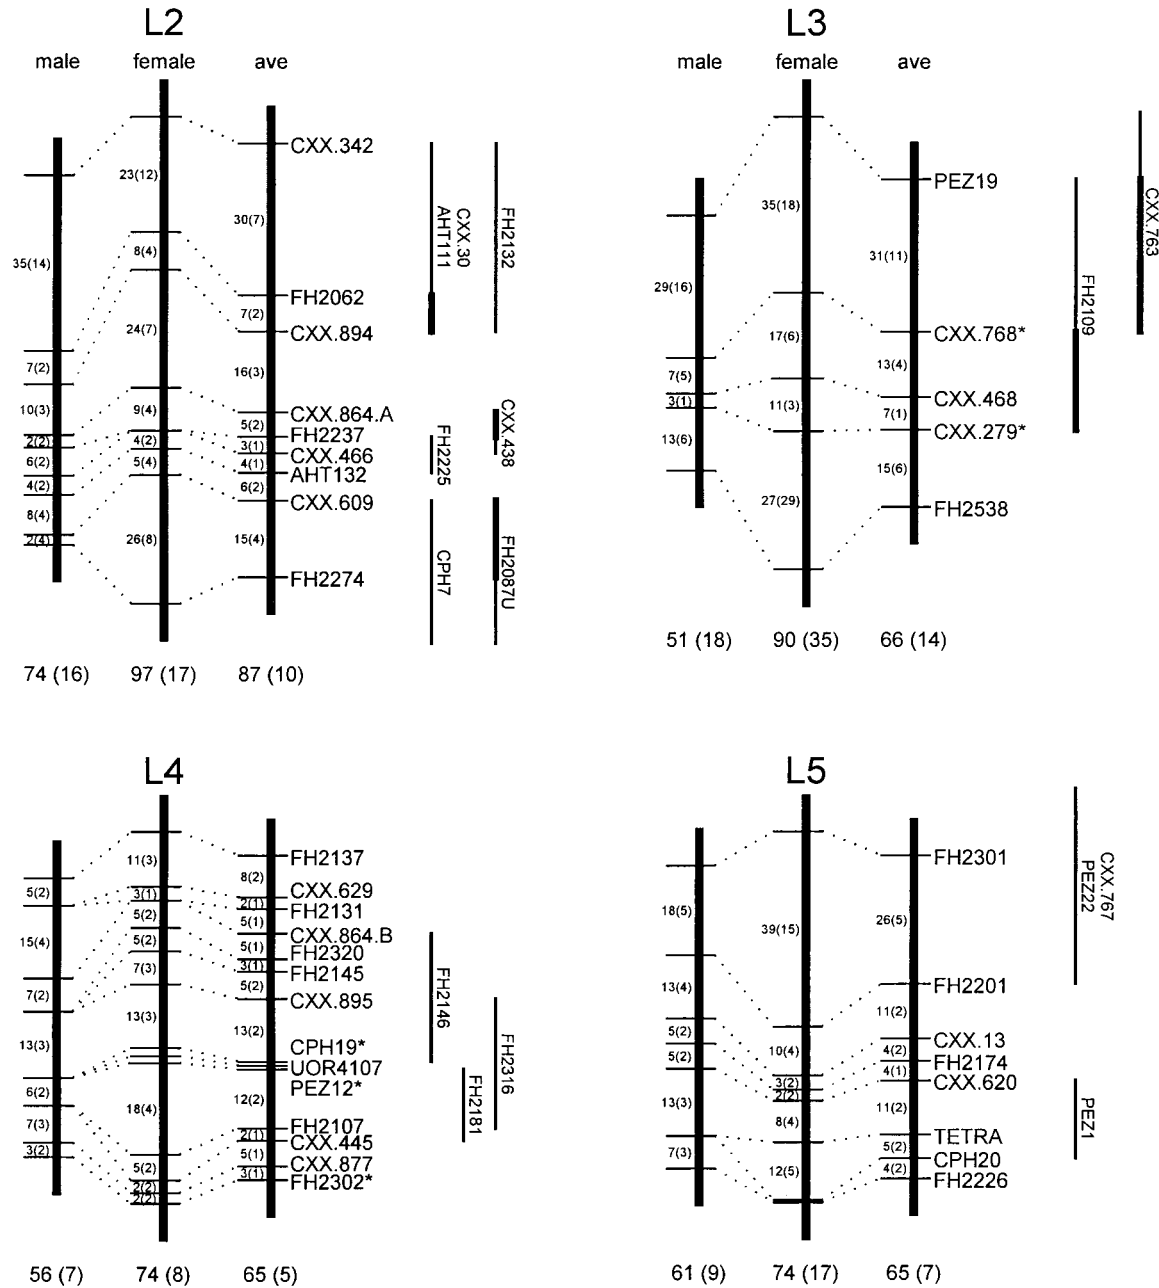 L2
male female ave
CXX.342
23(12)
30(7)
8(4)
35(14)
FH2062
7(2)
CXX.894
24(7)
16(3)
7(2)
10(3)
9(4)
CXX.864.A
5(2)
FH2237
2(2)
4(2)
3(1)
CXX.466
6(2)
5(4)
4(1)
AHT132
4(2)
6(2)
CXX.609
8(4)
26(8)
15(4)
2(4)
FH2274
CXX.30
AHT111
FH2132
CXX.438
FH2225
CPH7
FH2087U
74 (16) 97 (17) 87 (10)
L3
male female ave
PEZ19
35(18)
31(11)
29(16)
CXX.768*
17(6)
13(4)
7(5)
CXX.468
3(1)
11(3)
7(1)
CXX.279*
13(6)
15(6)
27(29)
FH2538
FH2109
CXX.763
51 (18) 90 (35) 66 (14)
L4
FH2137
11(3)
8(2)
5(2)
3(1)
CXX.629
2(1)
FH2131
5(2)
5(1)
CXX.864.B
15(4)
5(2)
5(1)
FH2320
7(3)
3(1)
FH2145
7(2)
5(2)
CXX.895
13(3)
13(3)
13(2)
CPH19*
UOR4107
PEZ12*
6(2)
18(4)
12(2)
7(3)
FH2107
2(1)
CXX.445
3(2)
5(2)
5(1)
CXX.877
2(2)
3(1)
FH2302*
2(2)
FH2146
FH2316
FH2181
56 (7) 74 (8) 65 (5)
L5
FH2301
18(5)
39(15)
26(5)
FH2201
13(4)
11(2)
5(2)
10(4)
CXX.13
4(2)
FH2174
5(2)
3(2)
4(1)
CXX.620
2(2)
13(3)
8(4)
11(2)
TETRA
7(3)
12(5)
5(2)
CPH20
4(2)
FH2226
CXX.767
PEZ22
PEZ1
61 (9) 74 (17) 65 (7)